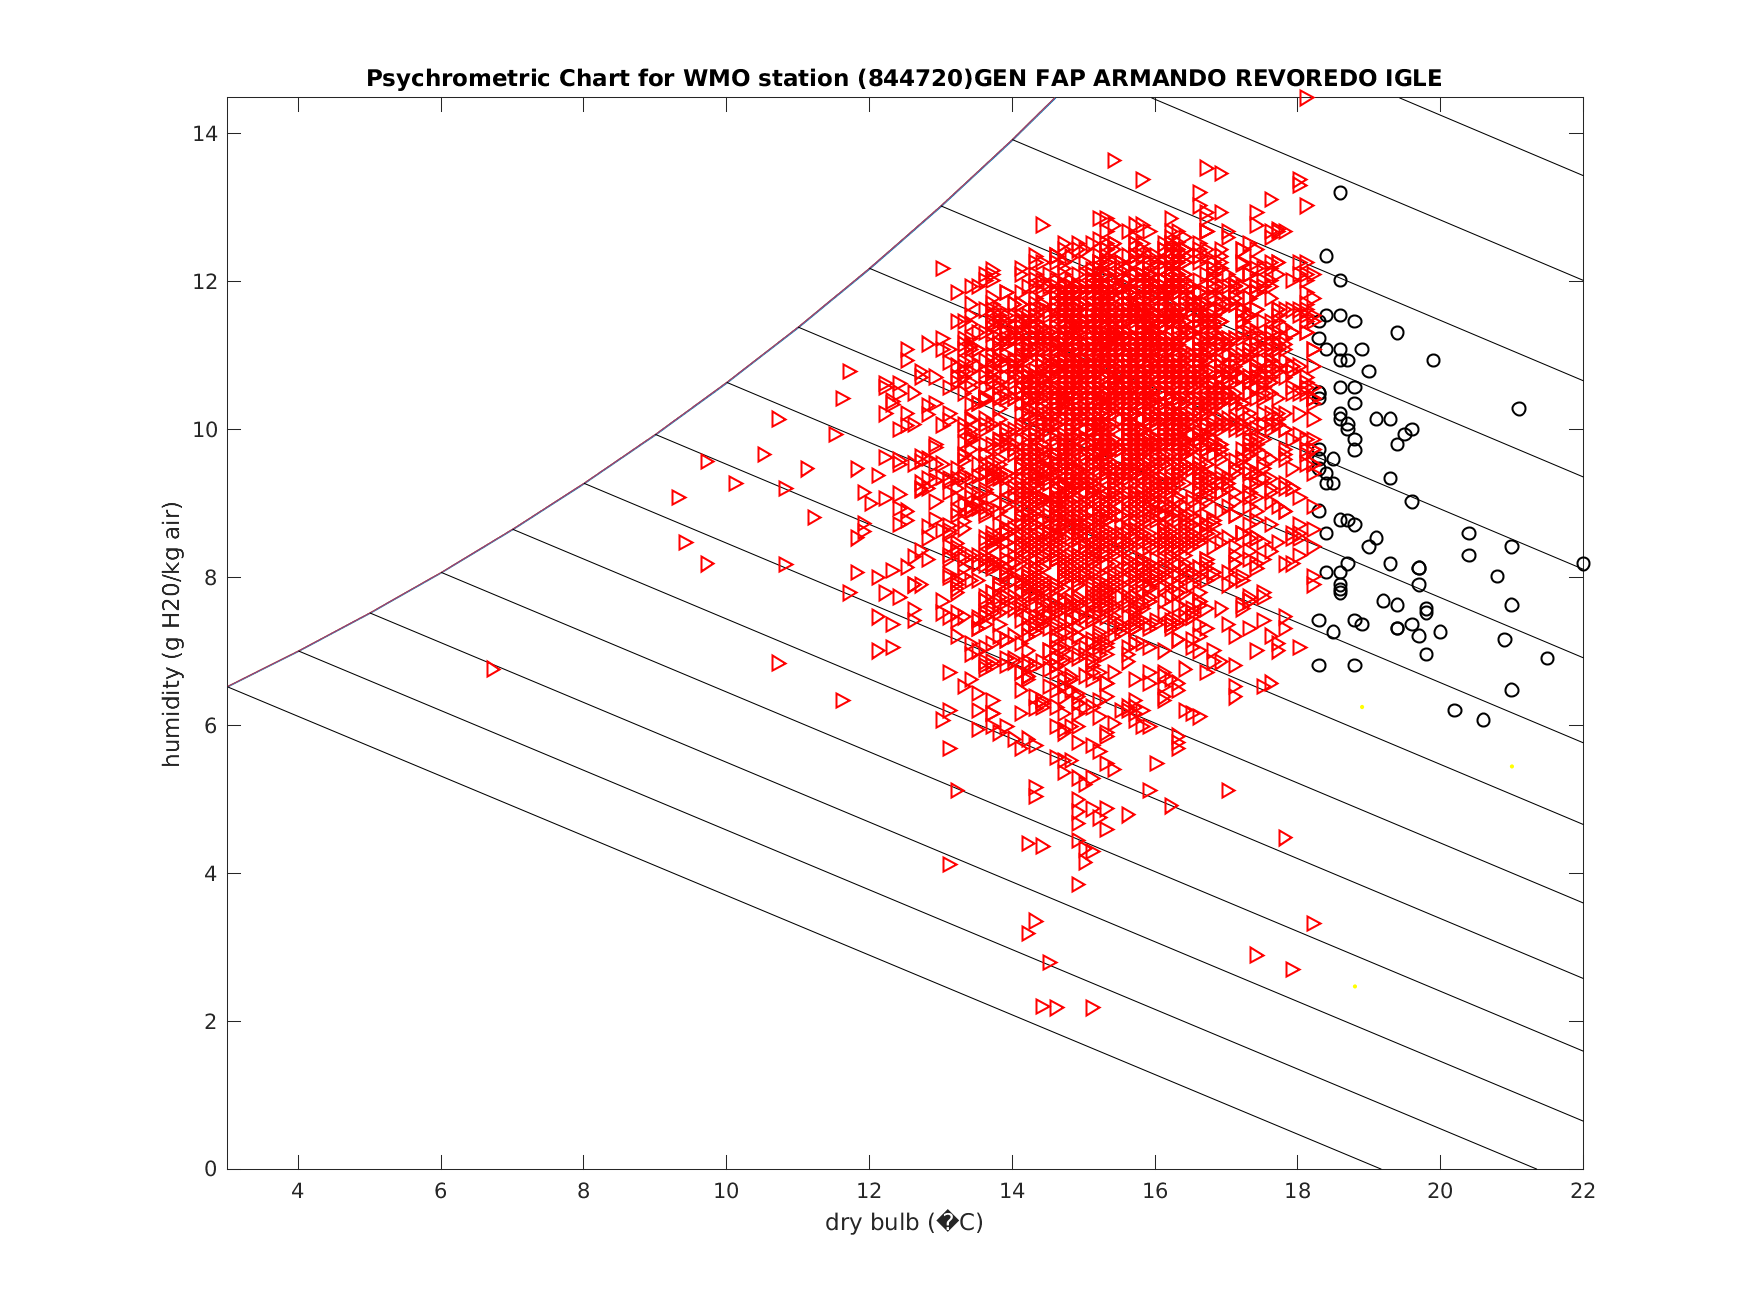 Psychrometric Chart for WMO station (844720)GEN FAP ARMANDO REVOREDO IGLE
humidity (g H20/kg air)
14
12
10
8
6
4
2
0
4 6 8 10 12 14 16 18 20 22
dry bulb (�C)